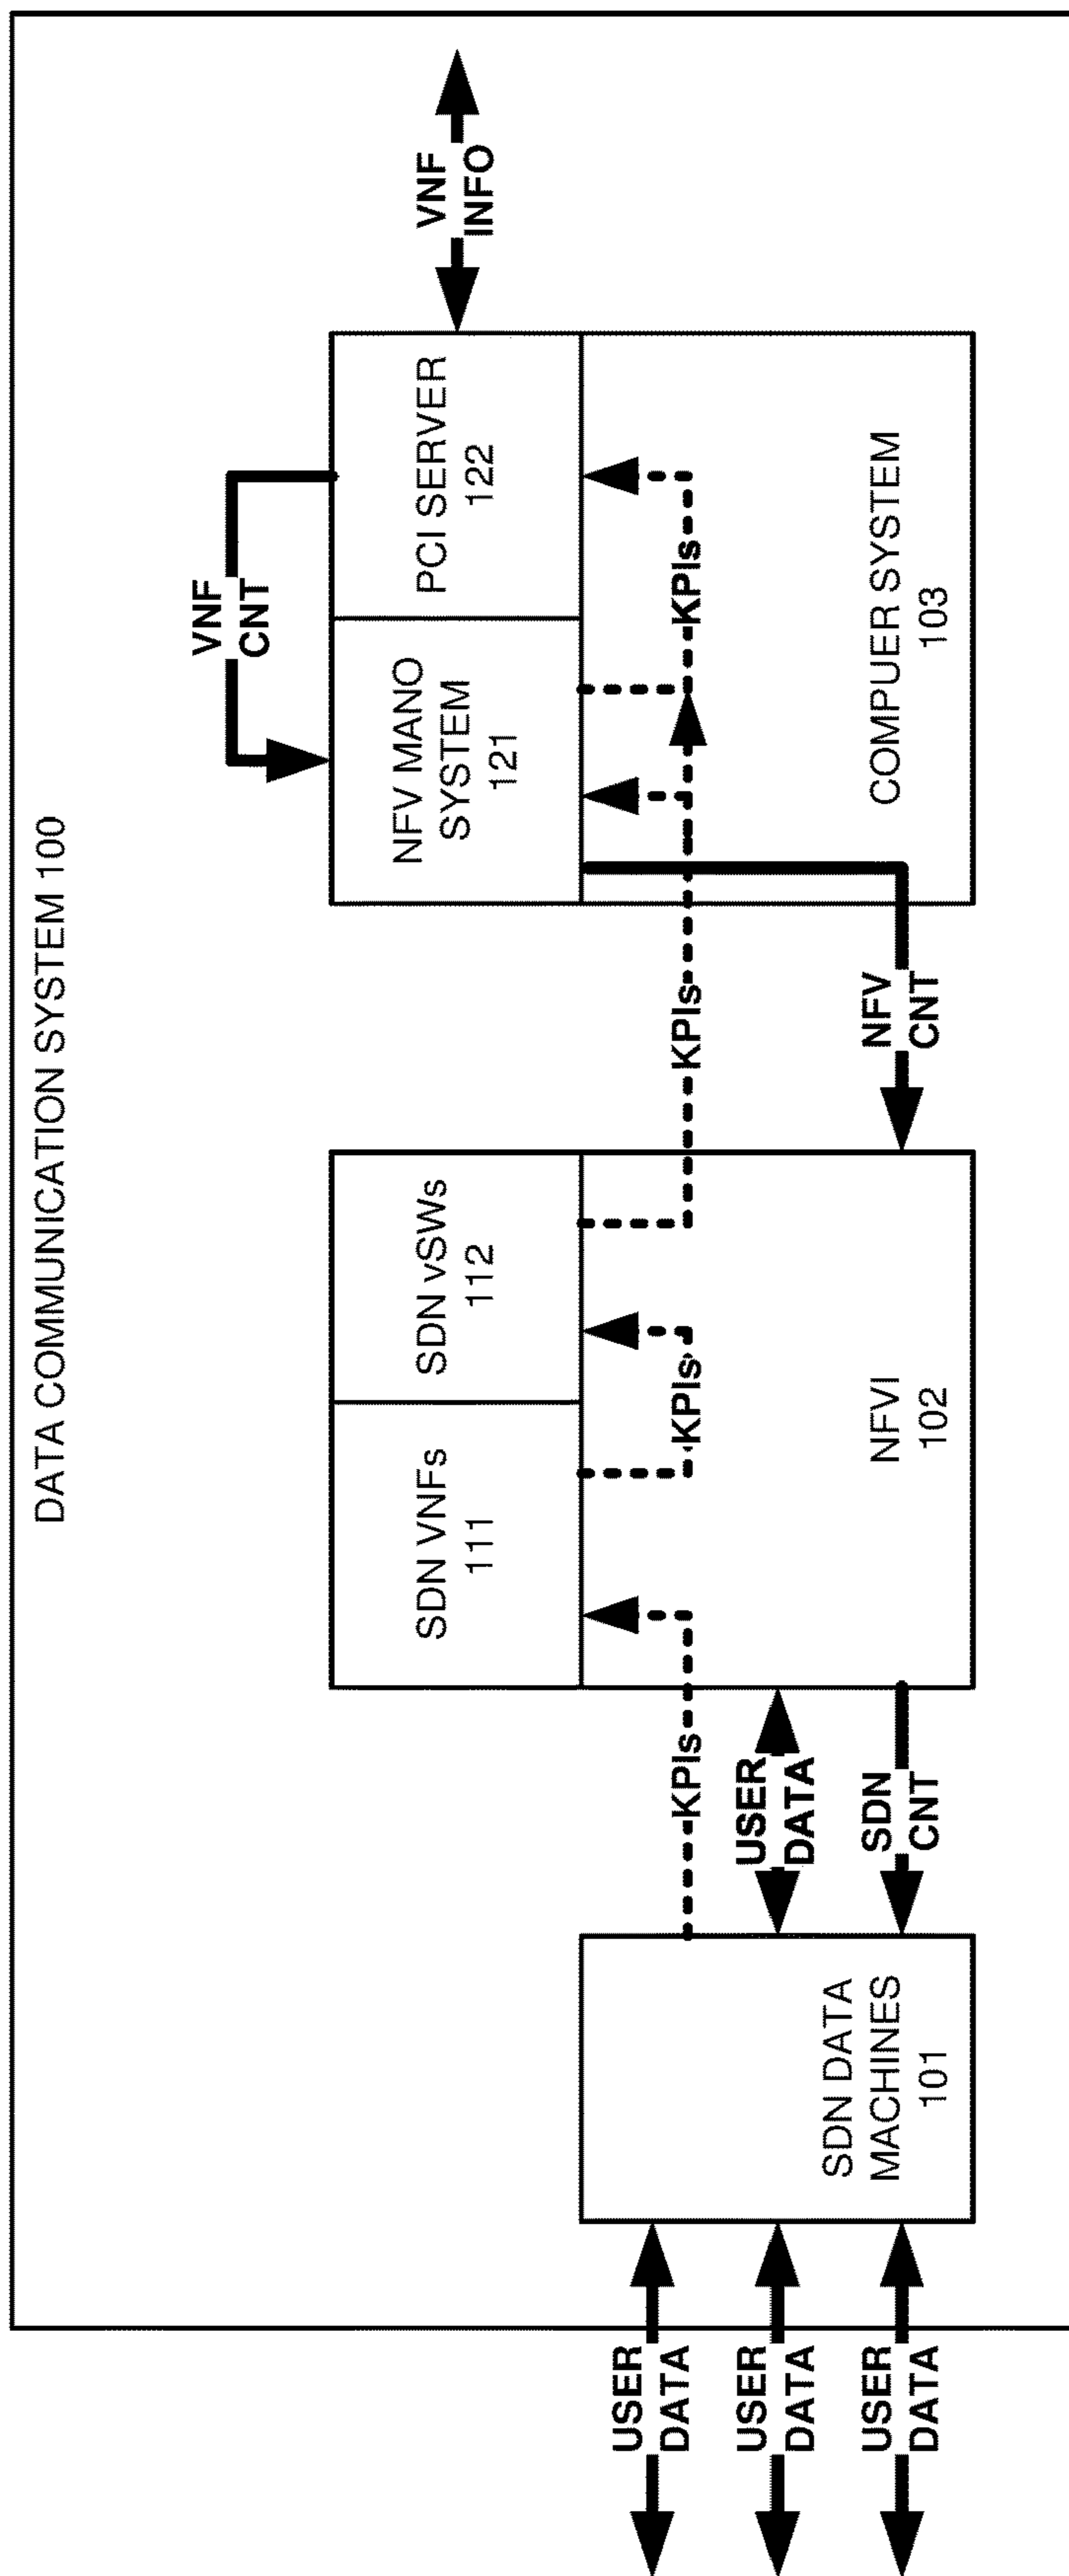 DATA COMMUNICATION SYSTEM 100
USER
DATA
USER
DATA
USER
DATA
SDN DATA
MACHINES
101
KPIs
USER
DATA
SDN
CNT
SDN VNFs
111
SDN vSWs
112
KPIs
NFVI
102
KPIs
NFV
CNT
VNF
CNT
NFV MANO
SYSTEM
121
PCI SERVER
122
KPIs
COMPUER SYSTEM
103
VNF
INFO